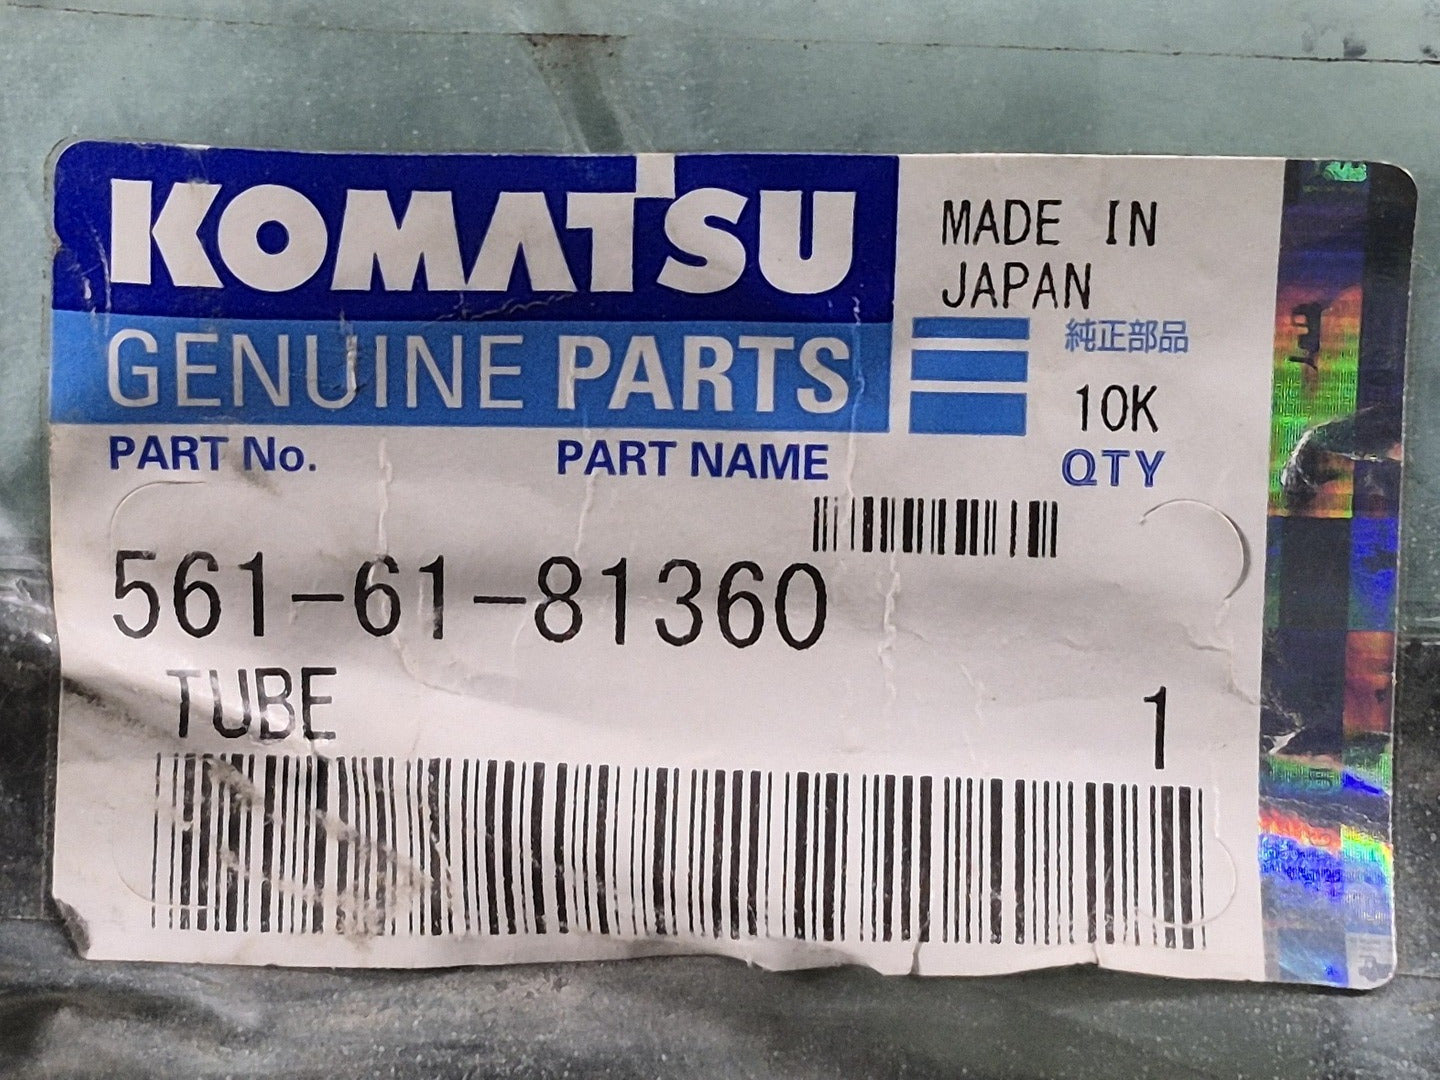 KOMATSU
GENUINE PARTS
MADE IN
JAPAN
純正部品
10K
PART No.
PART NAME
QTY
561-61-81360
TUBE
1